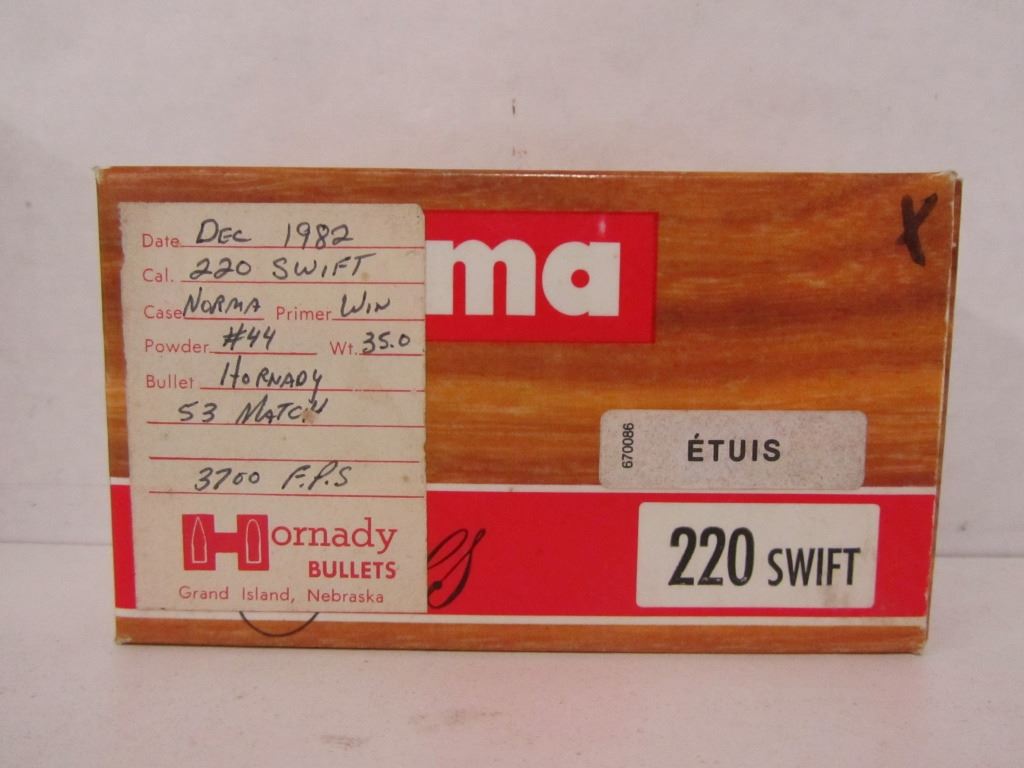 Date DEC 1982
Cal. 220 SWIFT
Case NORMA Primer WIN
Powder #44 Wt. 35.0
Bullet HORNADY
53 MATCH
3700 F.P.S
Hornady
BULLETS
Grand Island, Nebraska
ma
X
670086
ÉTUIS
220 SWIFT